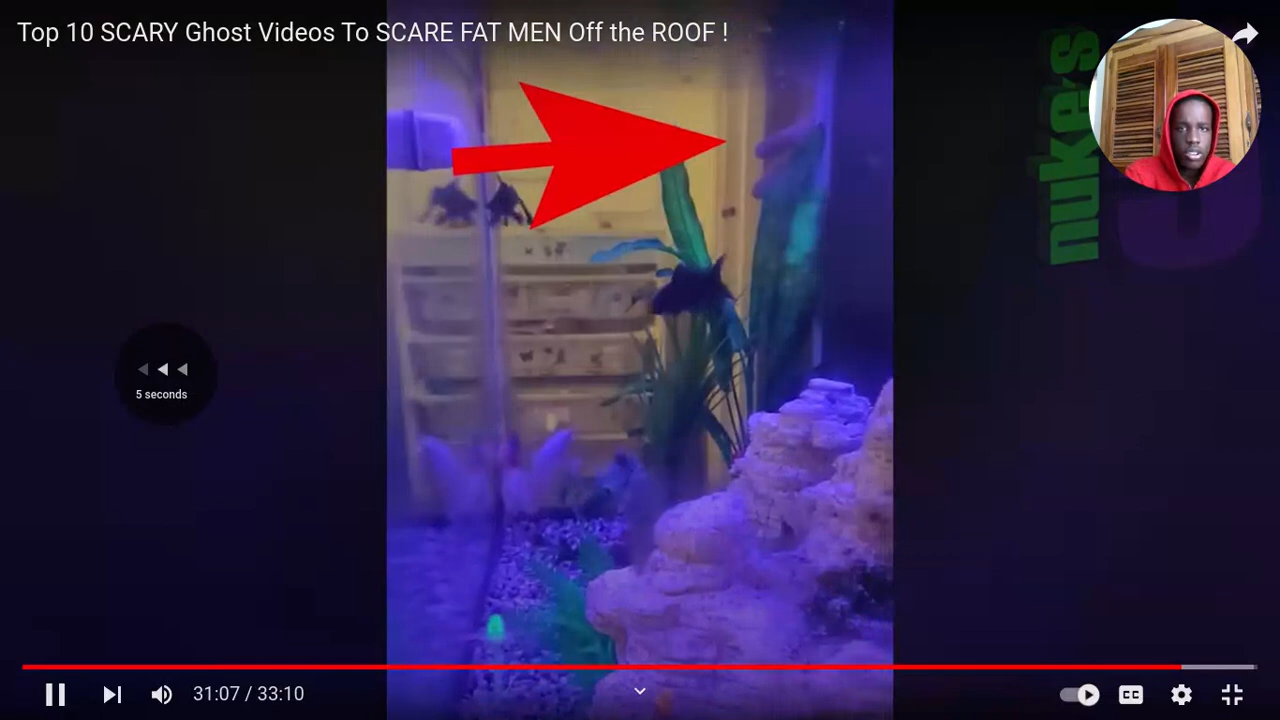 Top 10 SCARY Ghost Videos To SCARE FAT MEN Off the ROOF !
nuke's
5 seconds
31:07 / 33:10
CC